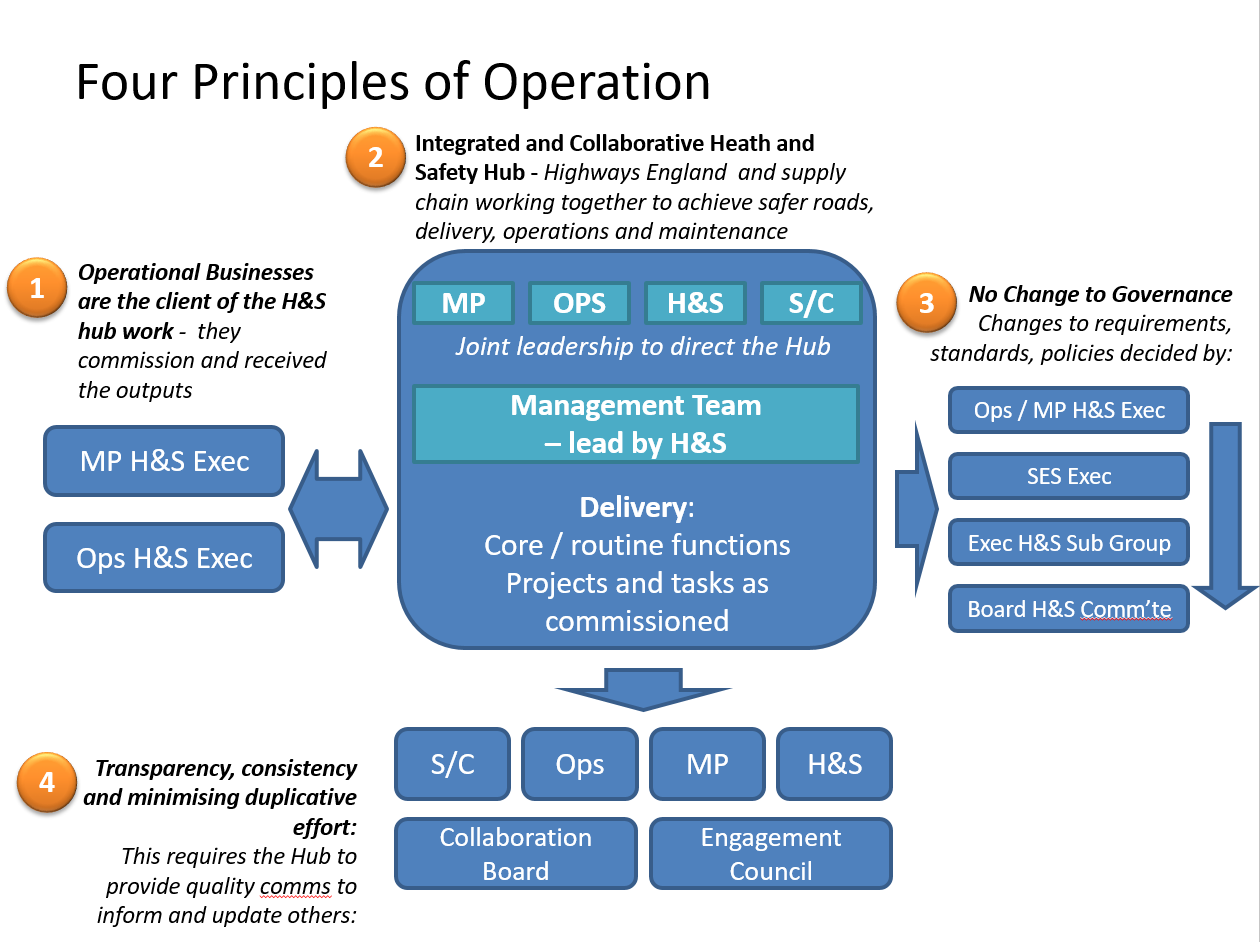 Four Principles of Operation
2
Integrated and Collaborative Heath and
Safety Hub - Highways England  and supply
chain working together to achieve safer roads,
delivery, operations and maintenance
1
Operational Businesses
are the client of the H&S
hub work -  they
commission and received
the outputs
MP H&S Exec
Ops H&S Exec
MP
OPS
H&S
S/C
Joint leadership to direct the Hub
Management Team
– lead by H&S
Delivery:
Core / routine functions
Projects and tasks as
commissioned
3
No Change to Governance
Changes to requirements,
standards, policies decided by:
Ops / MP H&S Exec
SES Exec
Exec H&S Sub Group
Board H&S Comm’te
4
Transparency, consistency
and minimising duplicative
effort:
This requires the Hub to
provide quality comms to
inform and update others:
S/C
Ops
MP
H&S
Collaboration
Board
Engagement
Council